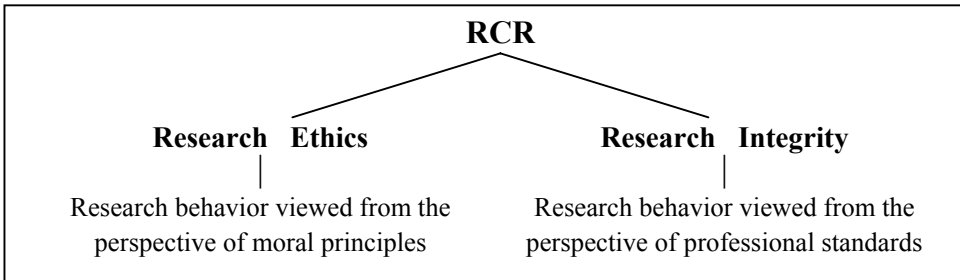 RCR
Research Ethics
Research Integrity
Research behavior viewed from the
perspective of moral principles
Research behavior viewed from the
perspective of professional standards